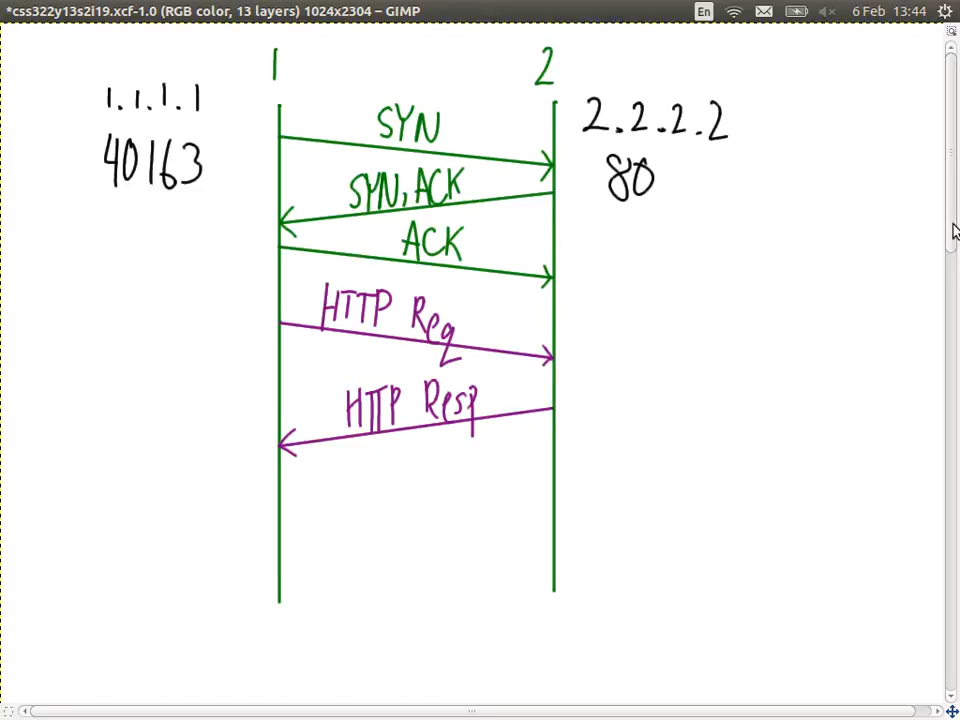 *css322y13s2i19.xcf-1.0 (RGB color, 13 layers) 1024x2304 – GIMP
En
6 Feb 13:44
1 2
1.1.1.1 2.2.2.2
40163 80
SYN
SYN, ACK
ACK
HTTP Req
HTTP Resp